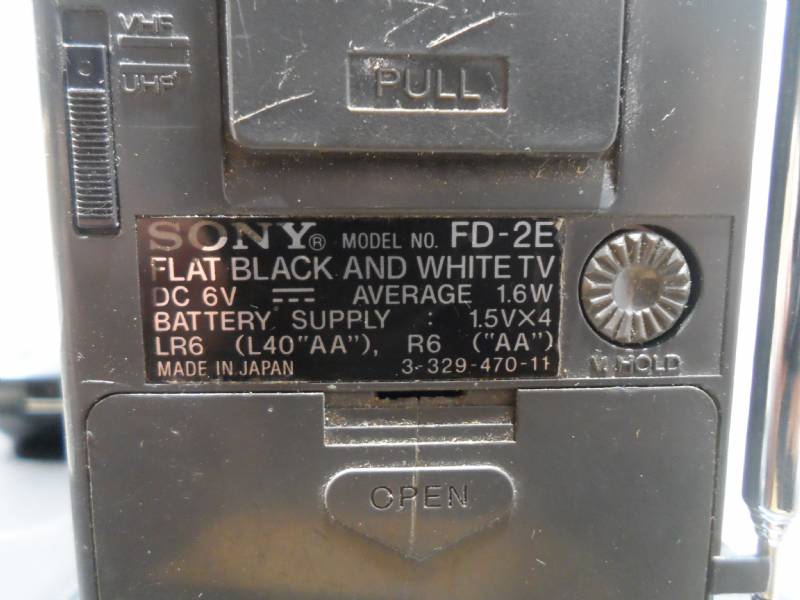 VHF
UHF
PULL
SONY® MODEL NO. FD-2E
FLAT BLACK AND WHITE TV
DC 6V ⎓ AVERAGE 1.6W
BATTERY SUPPLY : 1.5V×4
LR6 (L40"AA"), R6 ("AA")
MADE IN JAPAN 3-329-470-11
V. HOLD
OPEN